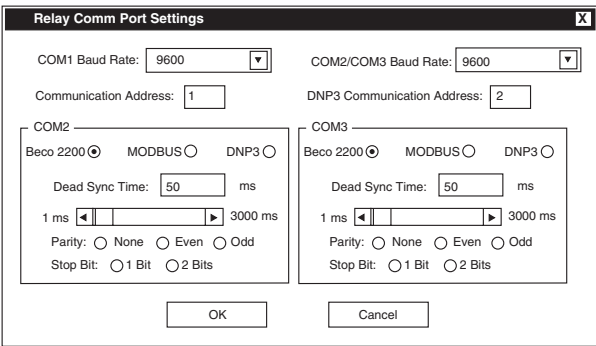 Relay Comm Port Settings X
COM1 Baud Rate: 9600 COM2/COM3 Baud Rate: 9600
Communication Address: 1 DNP3 Communication Address: 2
COM2
Beco 2200 MODBUS DNP3
Dead Sync Time: 50 ms
1 ms 3000 ms
Parity: None Even Odd
Stop Bit: 1 Bit 2 Bits
COM3
Beco 2200 MODBUS DNP3
Dead Sync Time: 50 ms
1 ms 3000 ms
Parity: None Even Odd
Stop Bit: 1 Bit 2 Bits
OK Cancel